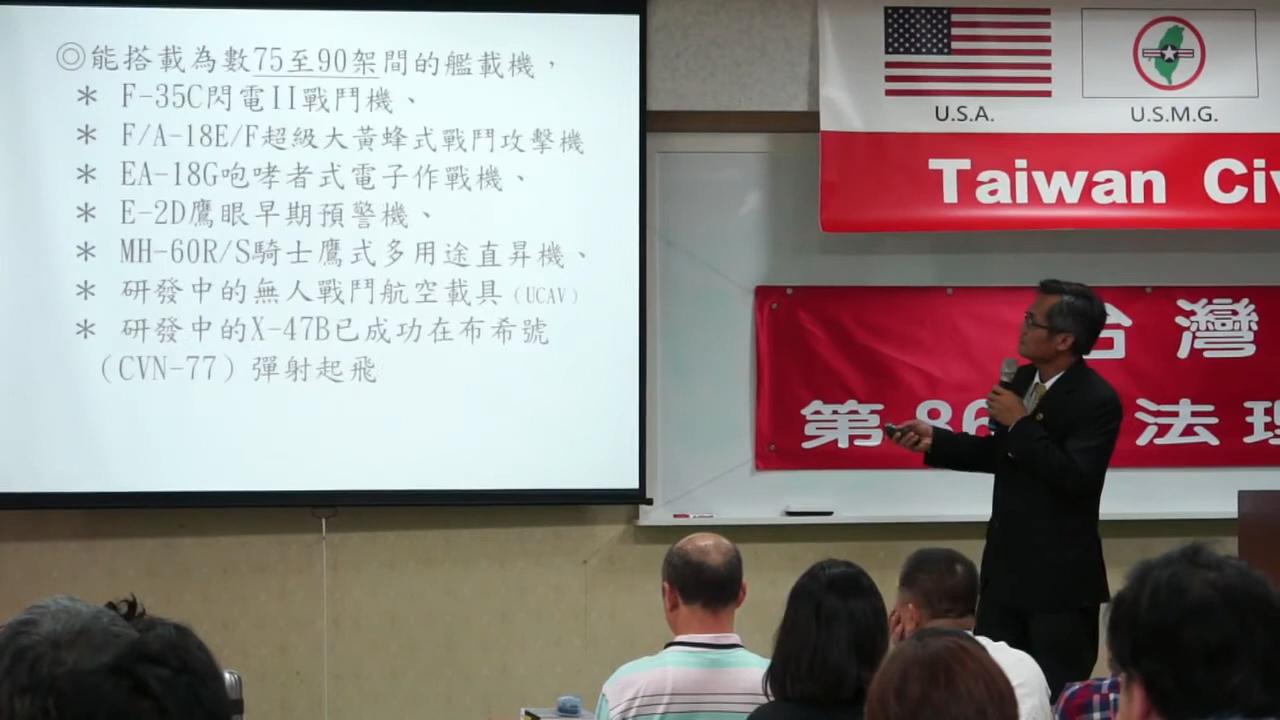 ◎能搭載為數75至90架間的艦載機，
＊ F-35C閃電II戰鬥機、
＊ F/A-18E/F超級大黃蜂式戰鬥攻擊機
＊ EA-18G咆哮者式電子作戰機、
＊ E-2D鷹眼早期預警機、
＊ MH-60R/S騎士鷹式多用途直昇機、
＊ 研發中的無人戰鬥航空載具（UCAV）
＊ 研發中的X-47B已成功在布希號
（CVN-77）彈射起飛
U.S.A.
U.S.M.G.
Taiwan Civ
台灣
第 86 法理